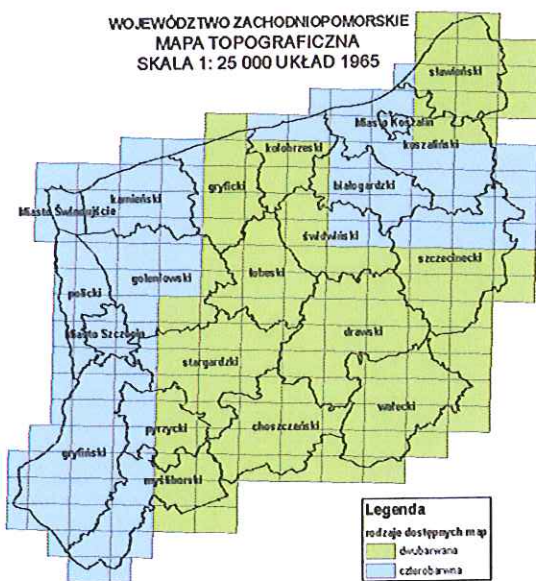 WOJEWÓDZTWO ZACHODNIOPOMORSKIE
MAPA TOPOGRAFICZNA
SKALA 1: 25 000 UKŁAD 1965
sławieński
Miasto Koszalin
kołobrzeski
koszaliński
gryficki
białogardzki
kamieński
Miasto Świnoujście
świdwiński
szczecinecki
goleniowski
łobeski
policki
Miasto Szczecin
drawski
stargardzki
wałecki
pyrzycki
choszczeński
gryfiński
myśliborski
Legenda
rodzaje dostępnych map
dwubarwana
czterobarwna